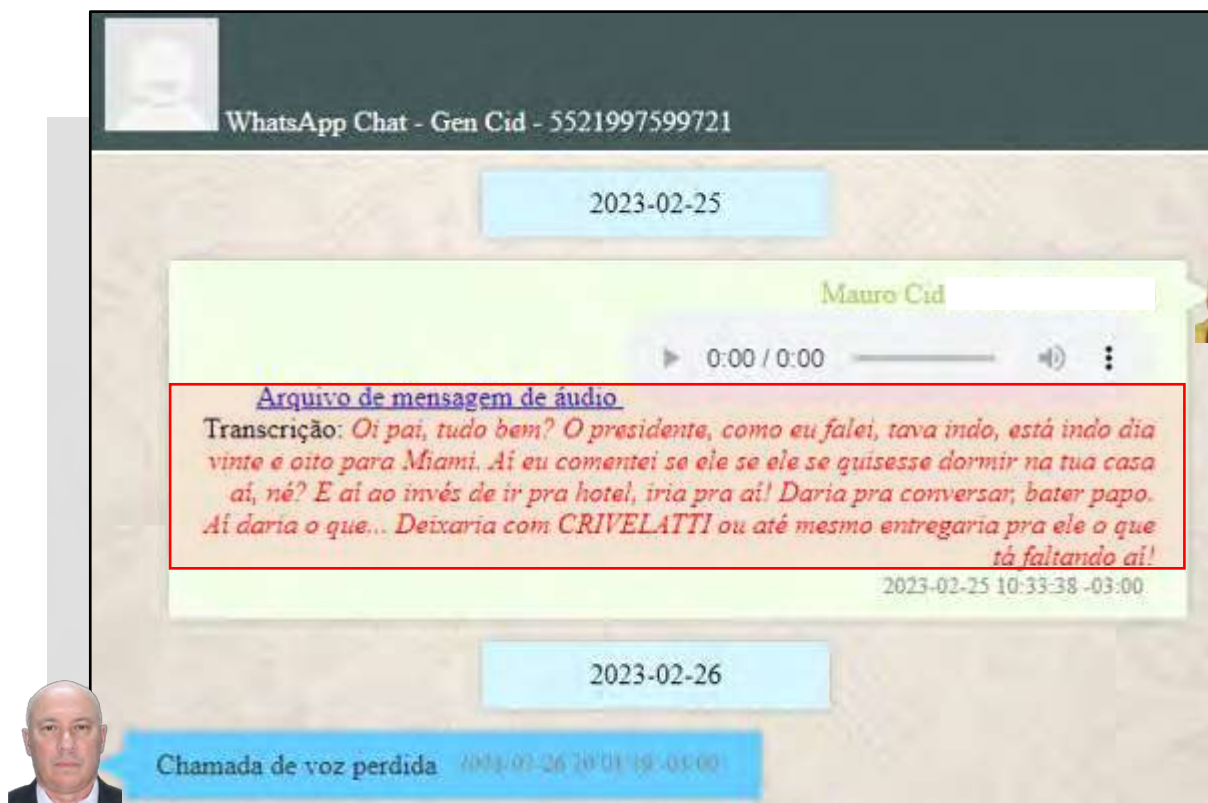 WhatsApp Chat - Gen Cid - 5521997599721
2023-02-25
Mauro Cid
0:00 / 0:00
Arquivo de mensagem de áudio
Transcrição: Oi pai, tudo bem? O presidente, como eu falei, tava indo, está indo dia
vinte e oito para Miami. Aí eu comentei se ele se ele se quisesse dormir na tua casa
aí, né? E aí ao invés de ir pra hotel, iria pra aí! Daria pra conversar, bater papo.
Aí daria o que... Deixaria com CRIVELATTI ou até mesmo entregaria pra ele o que
tá faltando aí!
2023-02-25 10:33:38 -03:00
2023-02-26
Chamada de voz perdida